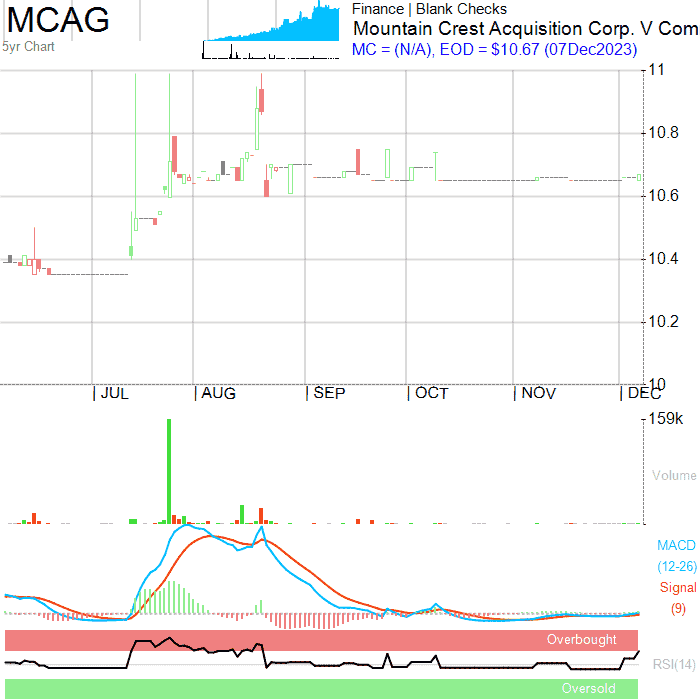 MCAG
5yr Chart
Finance | Blank Checks
Mountain Crest Acquisition Corp. V Com
MC = (N/A), EOD = $10.67 (07Dec2023)
11
10.8
10.6
10.4
10.2
10
| JUL | AUG | SEP | OCT | NOV | DEC
159k
Volume
MACD
(12-26)
Signal
(9)
Overbought
RSI(14)
Oversold